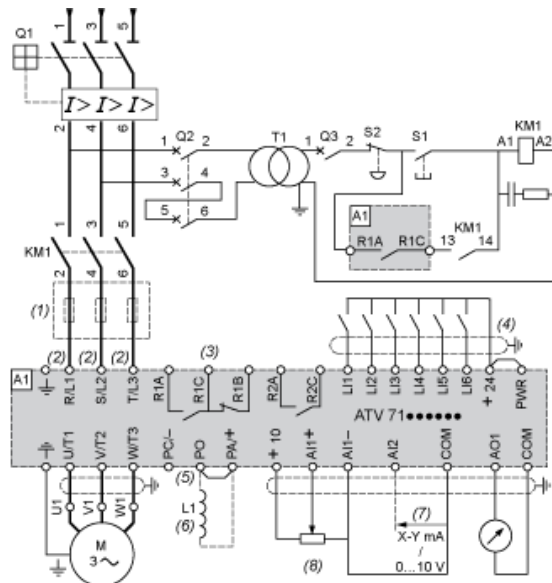 1 3 5
Q1
I> I> I>
2 4 6
1 Q2 2
3 4
5 6
T1
1 Q3 2
S2
S1
KM1
A1 A2
A1
R1A R1C
KM1
13 14
1 3 5
KM1
2 4 6
(1)
(2) (2) (2)
(3)
(4)
A1
R/L1 S/L2 T/L3 R1A R1C R1B R2A R2C LI1 LI2 LI3 LI4 LI5 LI6 + 24 PWR
ATV 71●●●●●●
U/T1 V/T2 W/T3 PC/− PO PA/+ + 10 AI1+ AI1− AI2 COM AO1 COM
(5)
L1
(6)
U1 V1 W1
M
3 ~
(7)
X-Y mA
/
0...10 V
(8)